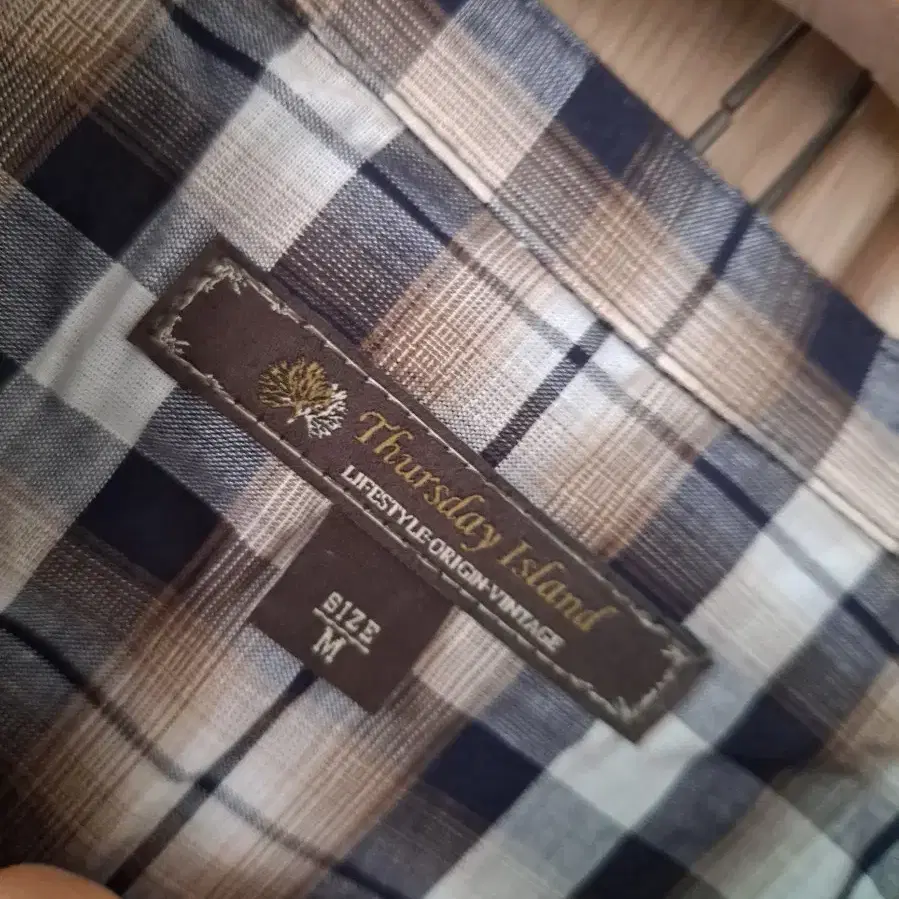 Thursday Island
LIFESTYLE·ORIGIN·VINTAGE
SIZE
M